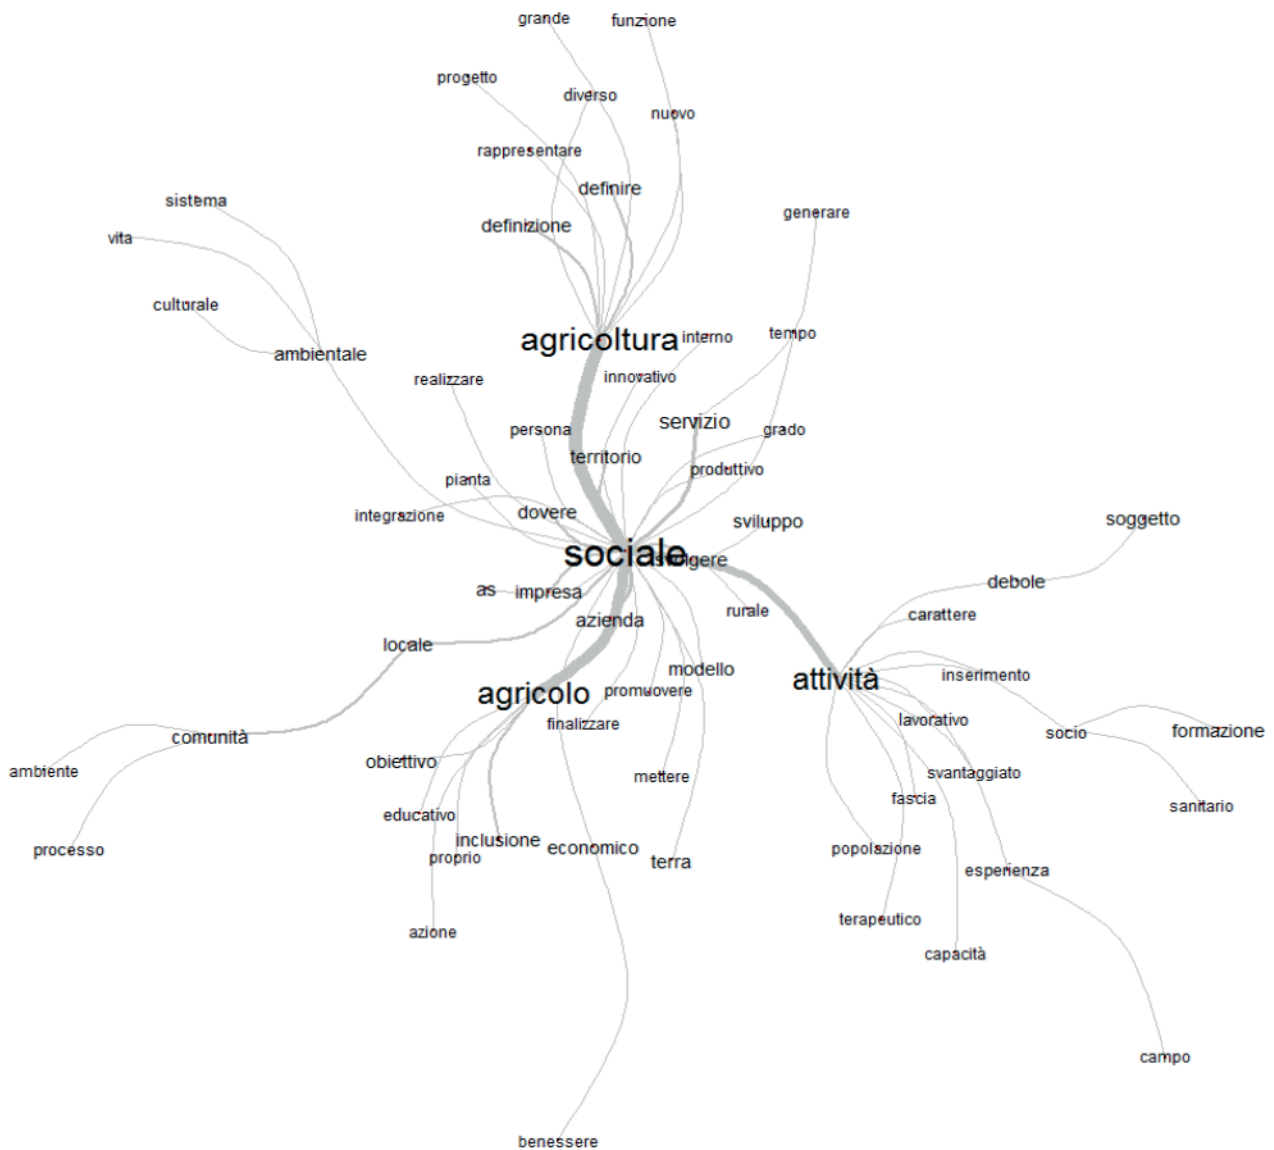 grande
funzione
progetto
diverso
nuovo
rappresentare
definire
sistema
generare
definizione
vita
culturale
tempo
agricoltura
interno
ambientale
innovativo
realizzare
servizio
persona
grado
territorio
produttivo
pianta
dovere
integrazione
sviluppo
soggetto
sociale
svolgere
debole
as
impresa
rurale
carattere
azienda
locale
modello
inserimento
attività
agricolo
promuovere
lavorativo
finalizzare
socio
formazione
comunità
obiettivo
ambiente
mettere
svantaggiato
fascia
sanitario
educativo
inclusione
economico
popolazione
processo
proprio
terra
esperienza
terapeutico
azione
capacità
campo
benessere